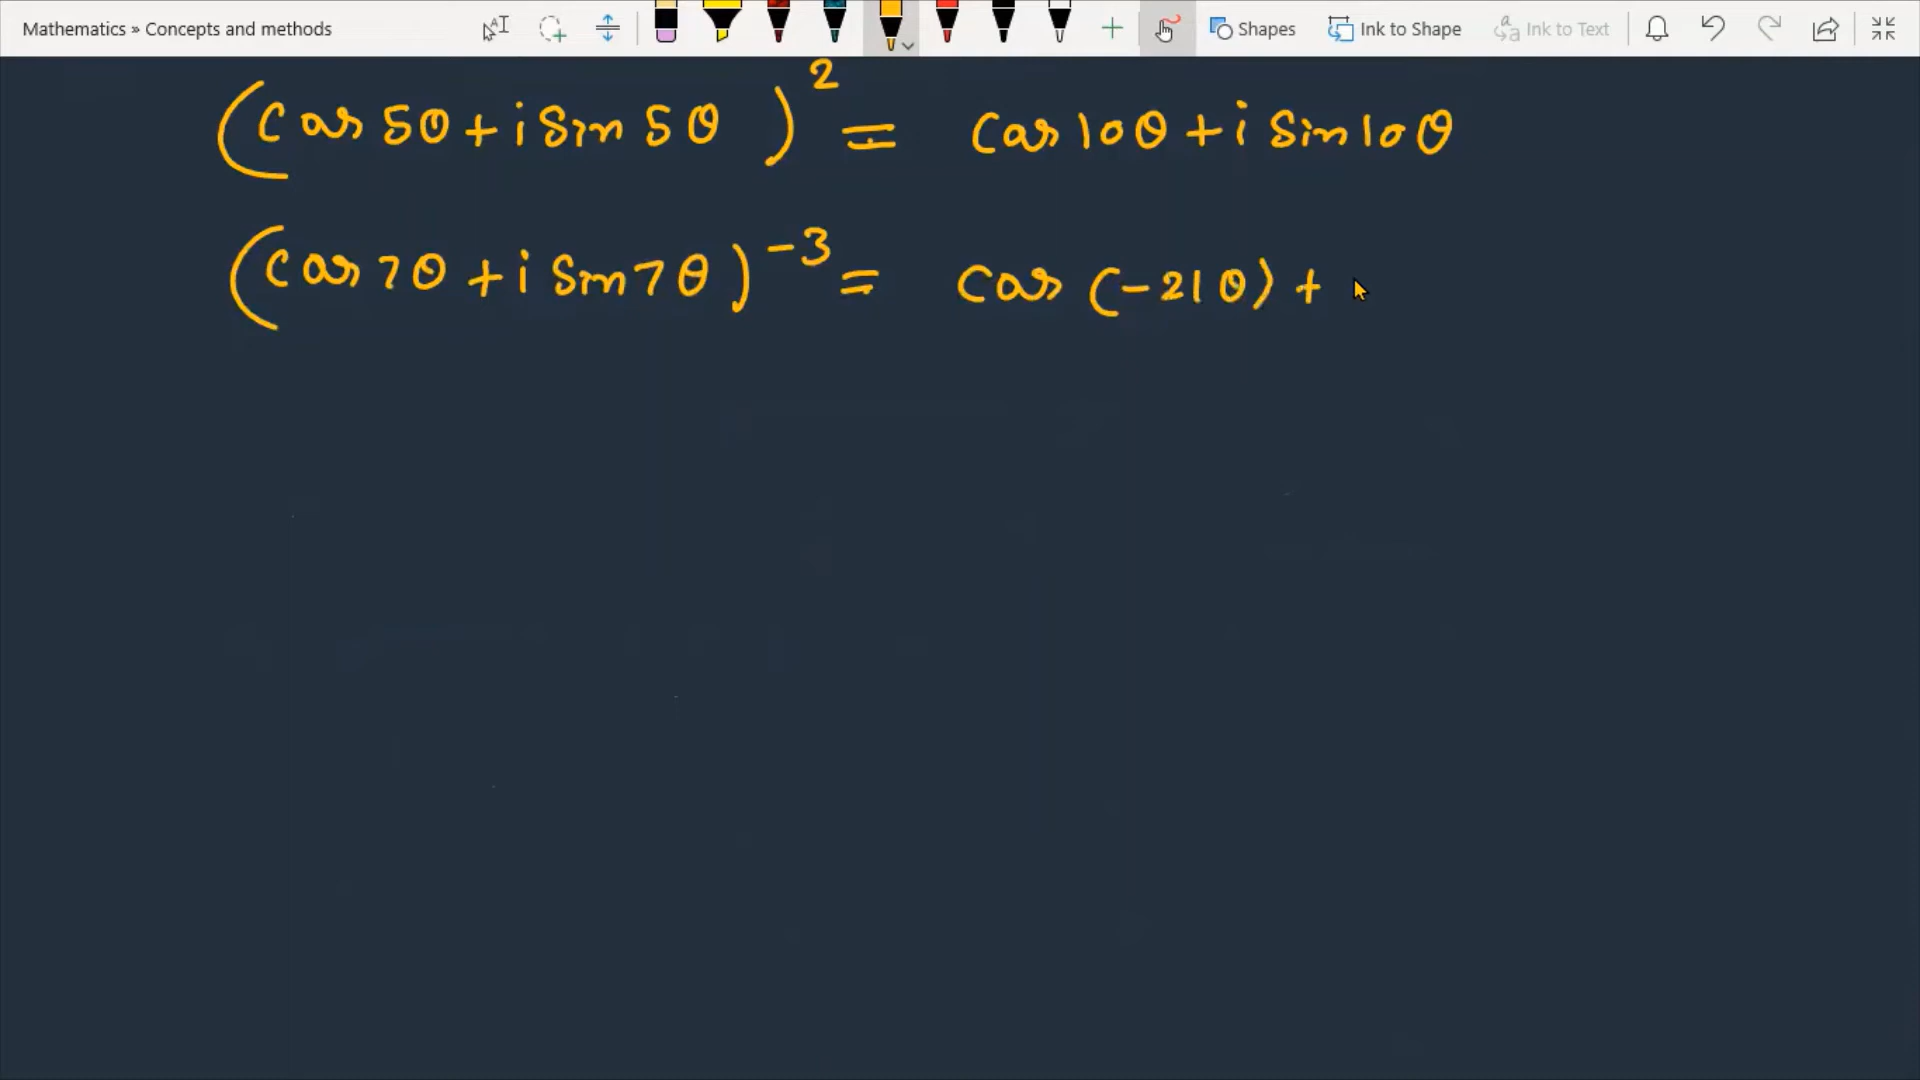 Mathematics » Concepts and methods Shapes Ink to Shape Ink to Text
(cos 5θ + i sin 5θ )² = cos 10θ + i sin 10θ
(cos 7θ + i sin 7θ)⁻³ = cos (-21θ) +